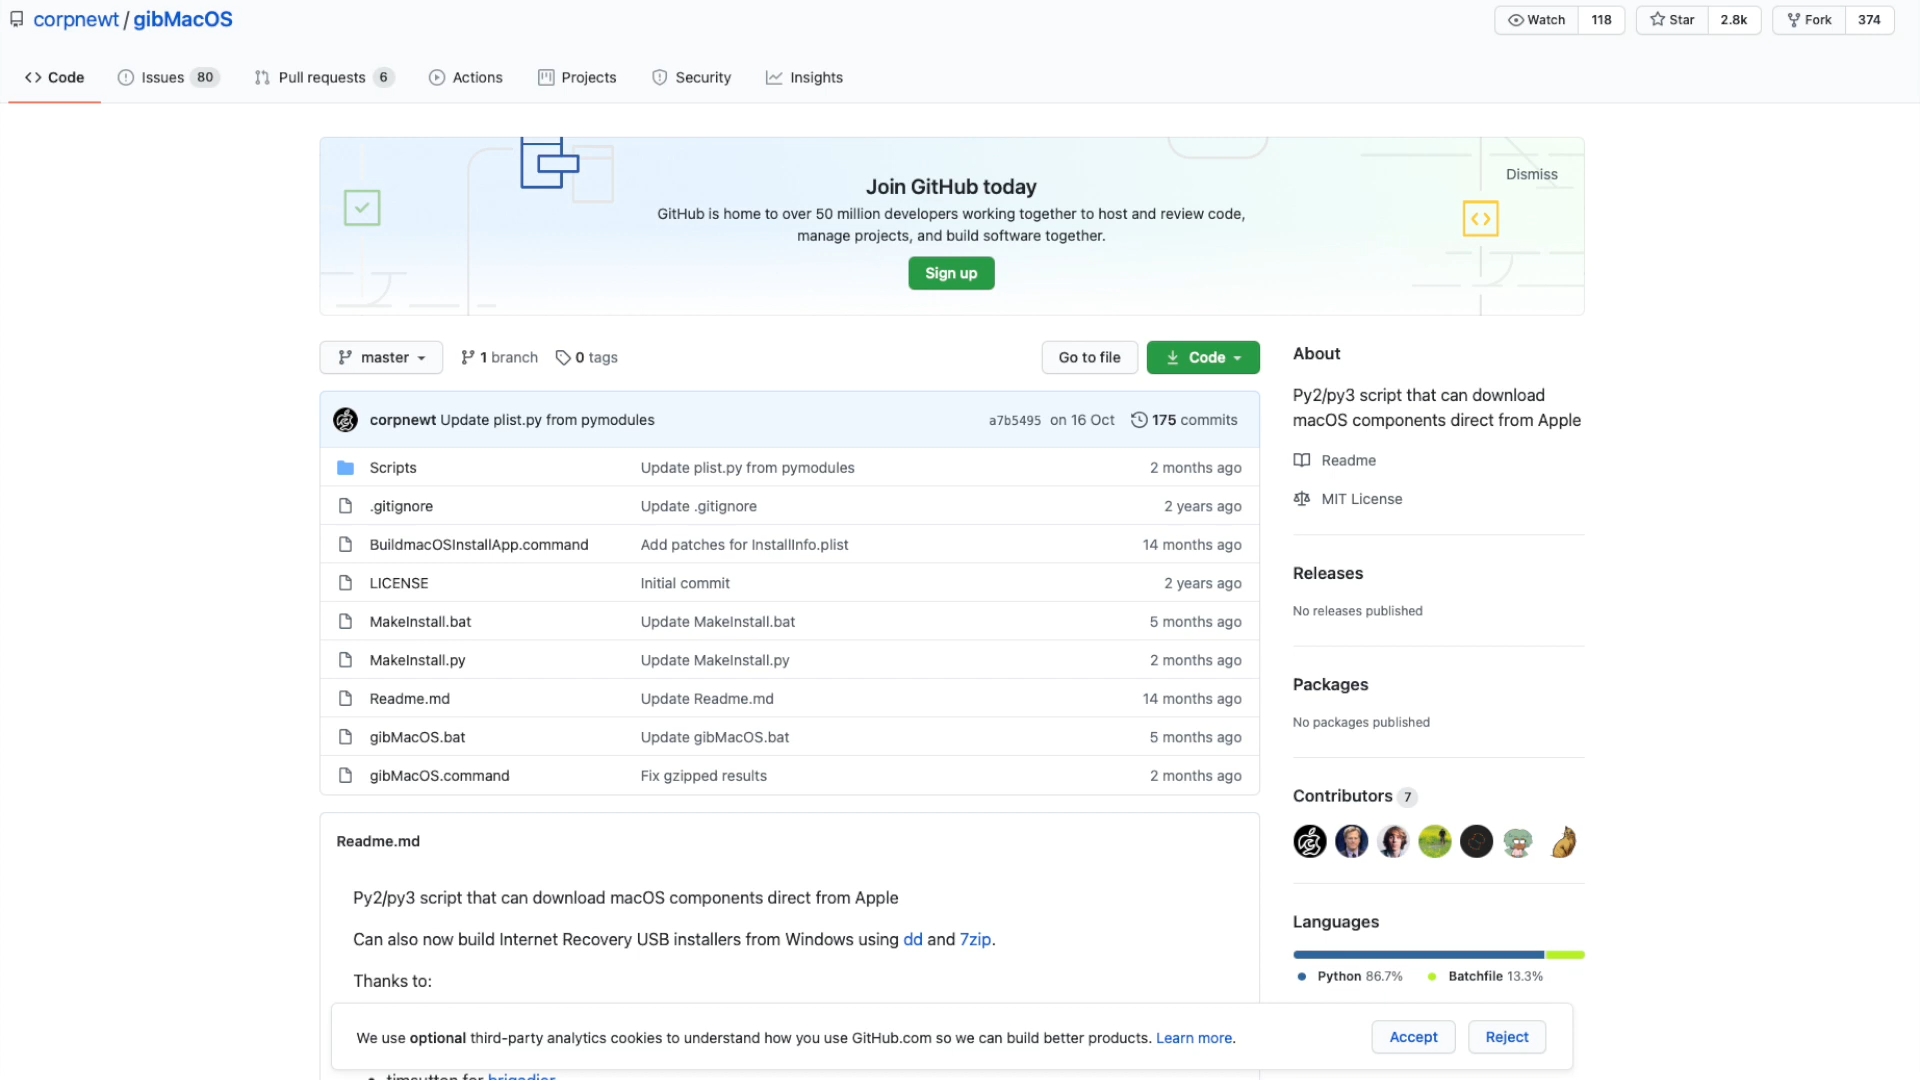 corpnewt / gibMacOS
Watch 118
Star 2.8k
Fork 374
Code
Issues 80
Pull requests 6
Actions
Projects
Security
Insights
Join GitHub today
Dismiss
GitHub is home to over 50 million developers working together to host and review code,
manage projects, and build software together.
Sign up
master
1 branch
0 tags
Go to file
Code
corpnewt Update plist.py from pymodules
a7b5495 on 16 Oct
175 commits
Scripts Update plist.py from pymodules 2 months ago
.gitignore Update .gitignore 2 years ago
BuildmacOSInstallApp.command Add patches for InstallInfo.plist 14 months ago
LICENSE Initial commit 2 years ago
MakeInstall.bat Update MakeInstall.bat 5 months ago
MakeInstall.py Update MakeInstall.py 2 months ago
Readme.md Update Readme.md 14 months ago
gibMacOS.bat Update gibMacOS.bat 5 months ago
gibMacOS.command Fix gzipped results 2 months ago
Readme.md
Py2/py3 script that can download macOS components direct from Apple
Can also now build Internet Recovery USB installers from Windows using dd and 7zip.
Thanks to:
timsutton for brigadier
About
Py2/py3 script that can download
macOS components direct from Apple
Readme
MIT License
Releases
No releases published
Packages
No packages published
Contributors 7
Languages
Python 86.7%
Batchfile 13.3%
We use optional third-party analytics cookies to understand how you use GitHub.com so we can build better products. Learn more.
Accept
Reject